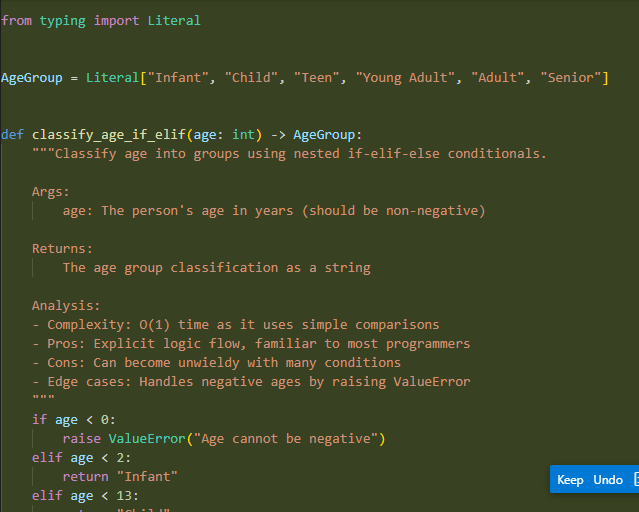 from typing import Literal
AgeGroup = Literal["Infant", "Child", "Teen", "Young Adult", "Adult", "Senior"]
def classify_age_if_elif(age: int) -> AgeGroup:
    """Classify age into groups using nested if-elif-else conditionals.
    Args:
        age: The person's age in years (should be non-negative)
    Returns:
        The age group classification as a string
    Analysis:
    - Complexity: O(1) time as it uses simple comparisons
    - Pros: Explicit logic flow, familiar to most programmers
    - Cons: Can become unwieldy with many conditions
    - Edge cases: Handles negative ages by raising ValueError
    """
    if age < 0:
        raise ValueError("Age cannot be negative")
    elif age < 2:
        return "Infant"
    elif age < 13:
        return "Child"
Keep Undo